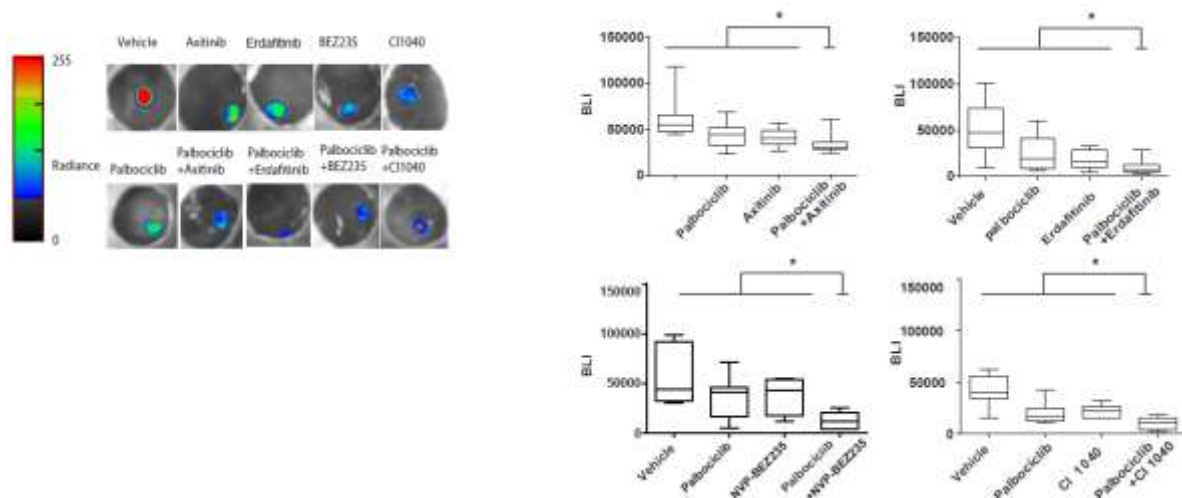 Vehicle Axitinib Erdafitinib BEZ235 CI1040
255
Radiance
0
Palbociclib Palbociclib Palbociclib Palbociclib
+Axitinib +Erdafitinib +BEZ235 +CI1040
Palbociclib
*
150000
100000
50000
0
BLI
Palbociclib
Axitinib
Palbociclib
+Axitinib
*
150000
100000
50000
0
BLI
Vehicle
palbociclib
Erdafitinib
Palbociclib
+Erdafitinib
*
150000
100000
50000
0
BLI
Vehicle
Palbociclib
NVP-BEZ235
Palbociclib
+NVP-BEZ235
*
150000
100000
50000
0
BLI
Vehicle
Palbociclib
CI 1040
Palbociclib
+CI 1040